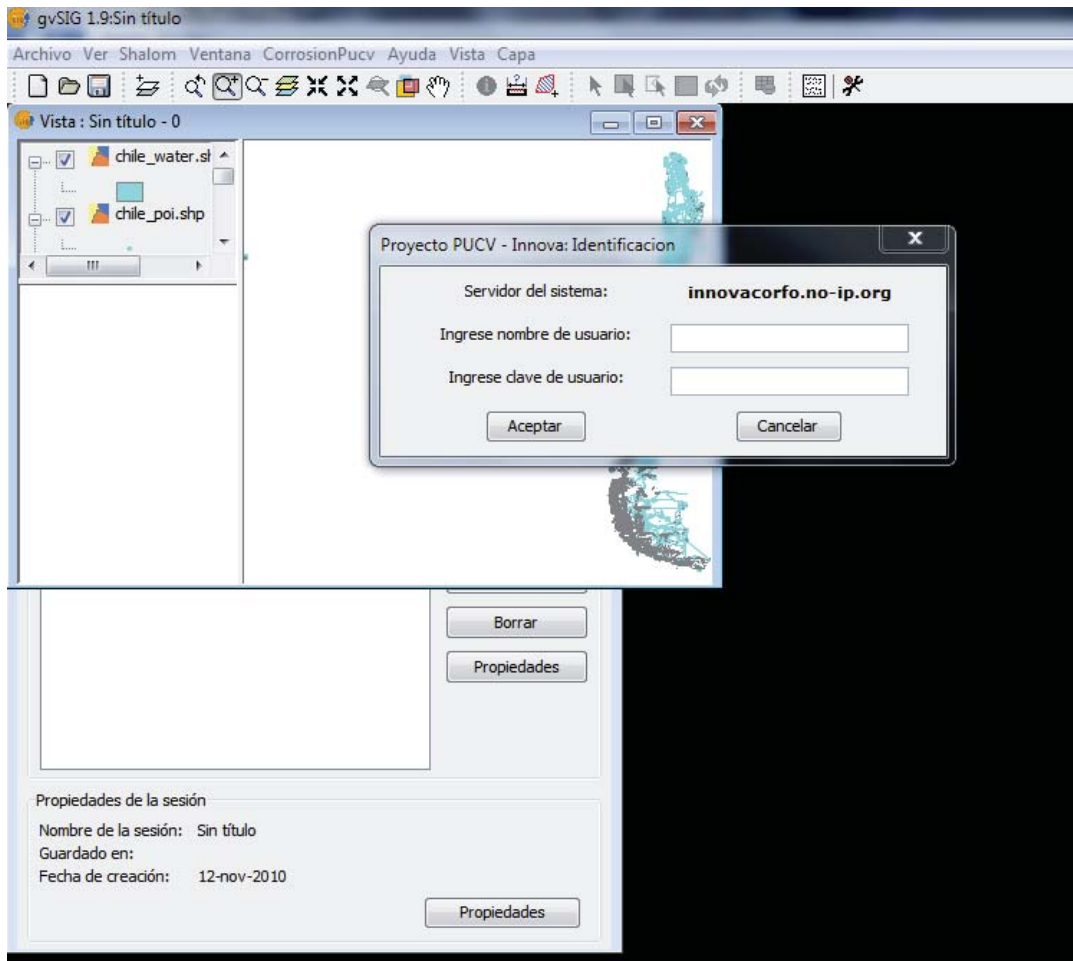 gvSIG 1.9:Sin título
Archivo Ver Shalom Ventana CorrosionPucv Ayuda Vista Capa
Vista : Sin título - 0
chile_water.sh
chile_poi.shp
Proyecto PUCV - Innova: Identificacion
Servidor del sistema: innovacorfo.no-ip.org
Ingrese nombre de usuario:
Ingrese clave de usuario:
Aceptar Cancelar
Borrar
Propiedades
Propiedades de la sesión
Nombre de la sesión: Sin título
Guardado en:
Fecha de creación: 12-nov-2010
Propiedades